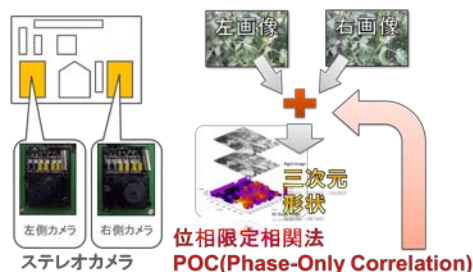 左画像
右画像
三次元
形状
左側カメラ
右側カメラ
ステレオカメラ
位相限定相関法
POC(Phase-Only Correlation)